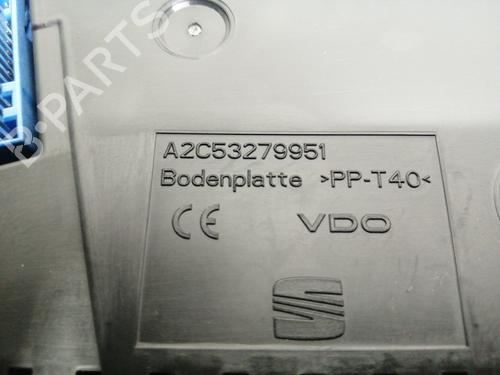 B-PARTS
A2C53279951
Bodenplatte >PP-T40<
CE VDO